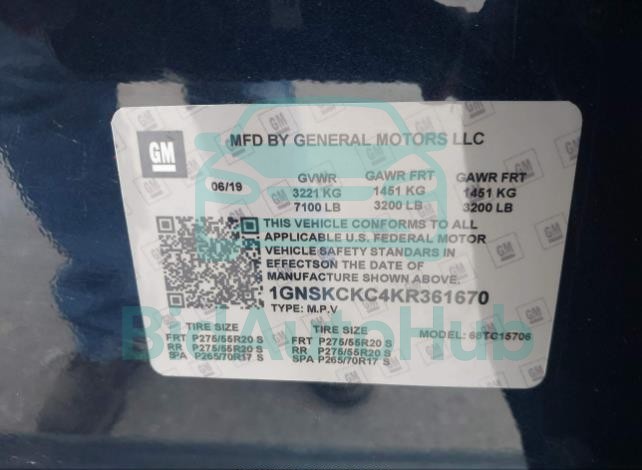 GM
MFD BY GENERAL MOTORS LLC
06/19
GVWR GAWR FRT GAWR FRT
3221 KG 1451 KG 1451 KG
7100 LB 3200 LB 3200 LB
THIS VEHICLE CONFORMS TO ALL
APPLICABLE U.S. FEDERAL MOTOR
VEHICLE SAFETY STANDARS IN
EFFECTSON THE DATE OF
MANUFACTURE SHOWN ABOVE.
1GNSKCKC4KR361670
TYPE: M.P.V
TIRE SIZE TIRE SIZE MODEL: 68TC15706
FRT P275/55R20 S FRT P275/55R20 S
RR P275/55R20 S RR P275/55R20 S
SPA P265/70R17 S SPA P265/70R17 S
BidAutoHub